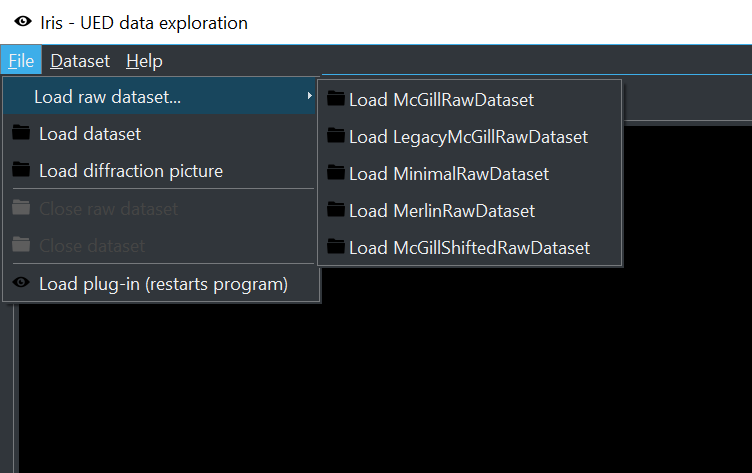 Iris - UED data exploration
File Dataset Help
Load raw dataset...
Load dataset
Load diffraction picture
Close raw dataset
Close dataset
Load plug-in (restarts program)
Load McGillRawDataset
Load LegacyMcGillRawDataset
Load MinimalRawDataset
Load MerlinRawDataset
Load McGillShiftedRawDataset